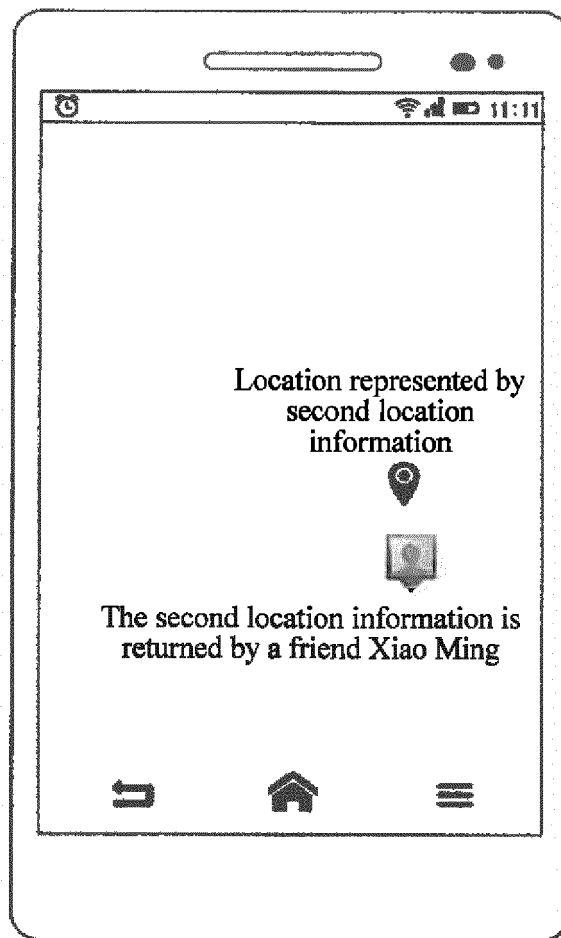 11:11
Location represented by
second location
information
The second location information is
returned by a friend Xiao Ming